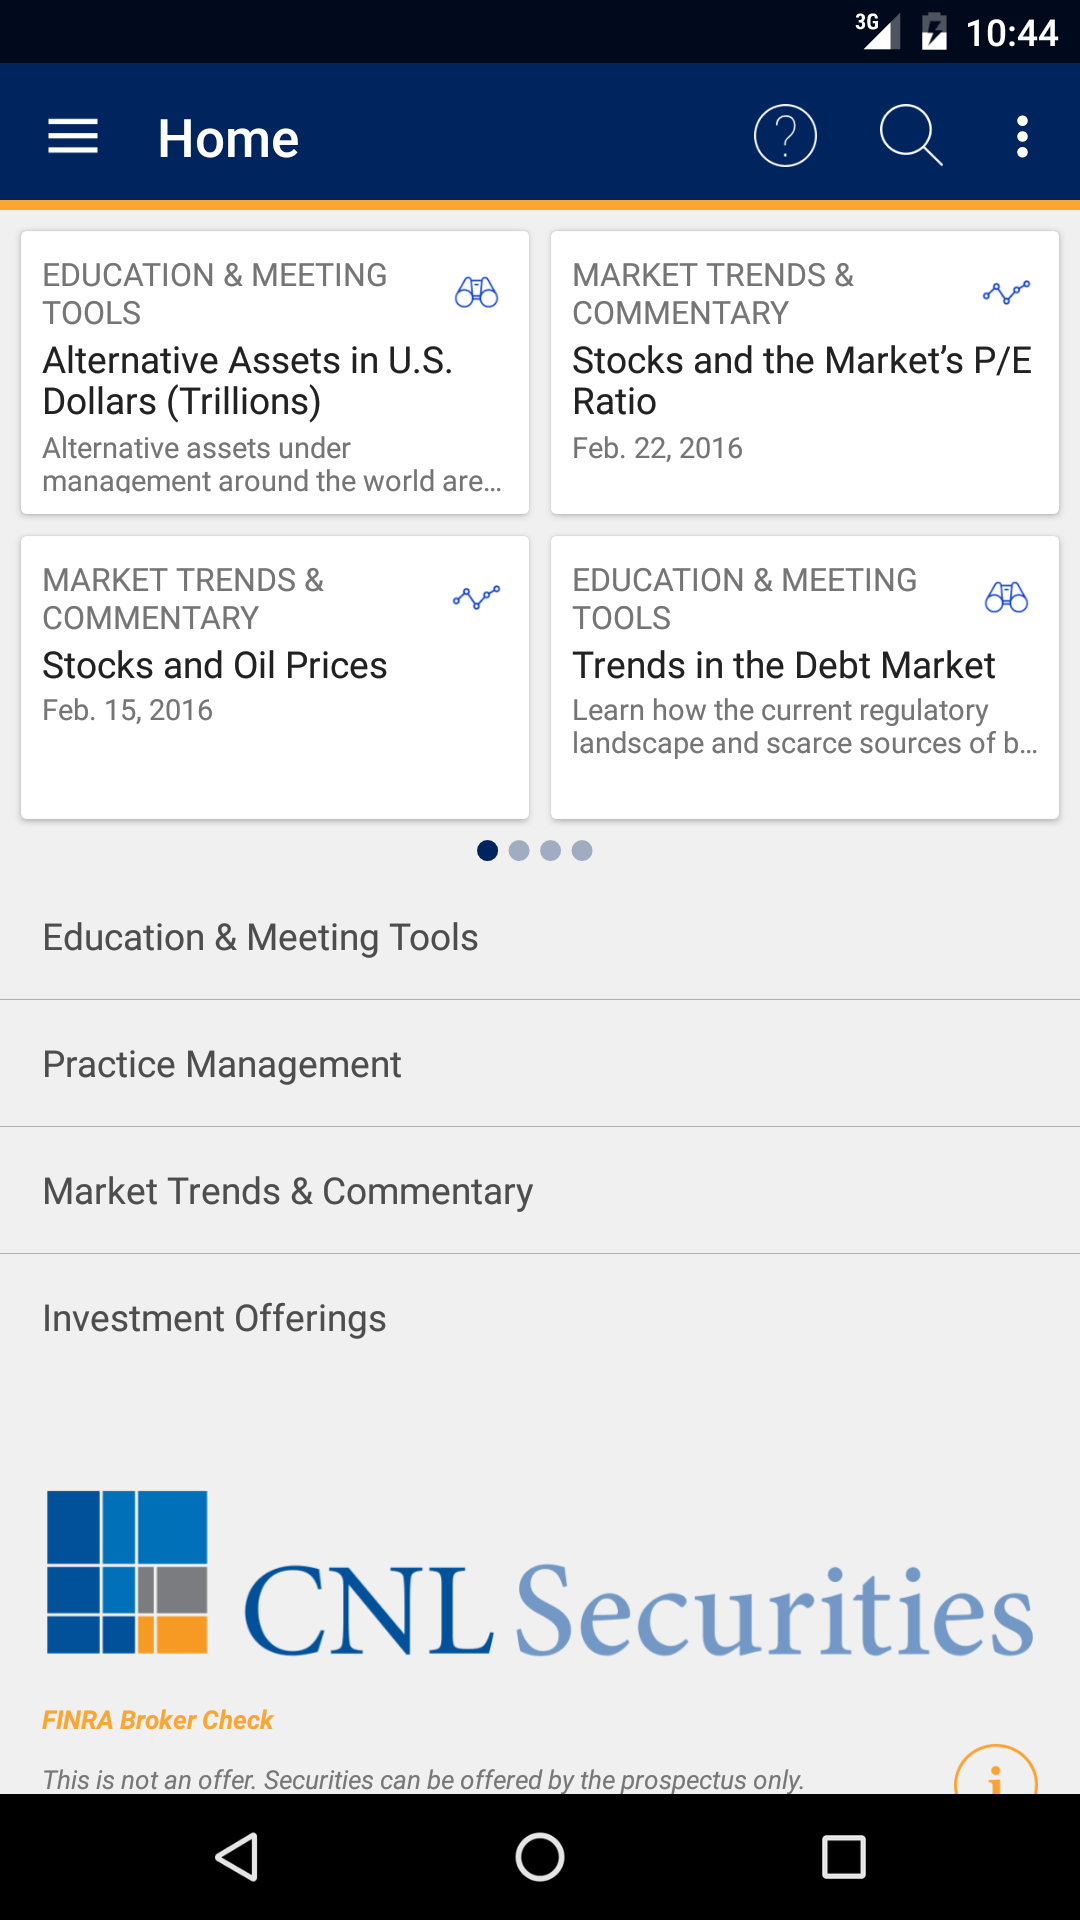 3G 10:44
Home
EDUCATION & MEETING
TOOLS
Alternative Assets in U.S.
Dollars (Trillions)
Alternative assets under
management around the world are...
MARKET TRENDS &
COMMENTARY
Stocks and the Market’s P/E
Ratio
Feb. 22, 2016
MARKET TRENDS &
COMMENTARY
Stocks and Oil Prices
Feb. 15, 2016
EDUCATION & MEETING
TOOLS
Trends in the Debt Market
Learn how the current regulatory
landscape and scarce sources of b...
Education & Meeting Tools
Practice Management
Market Trends & Commentary
Investment Offerings
CNL Securities
FINRA Broker Check
This is not an offer. Securities can be offered by the prospectus only.